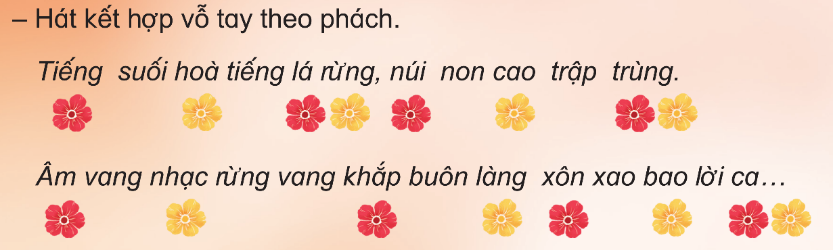 – Hát kết hợp vỗ tay theo phách.
Tiếng suối hoà tiếng lá rừng, núi non cao trập trùng.
Âm vang nhạc rừng vang khắp buôn làng xôn xao bao lời ca...